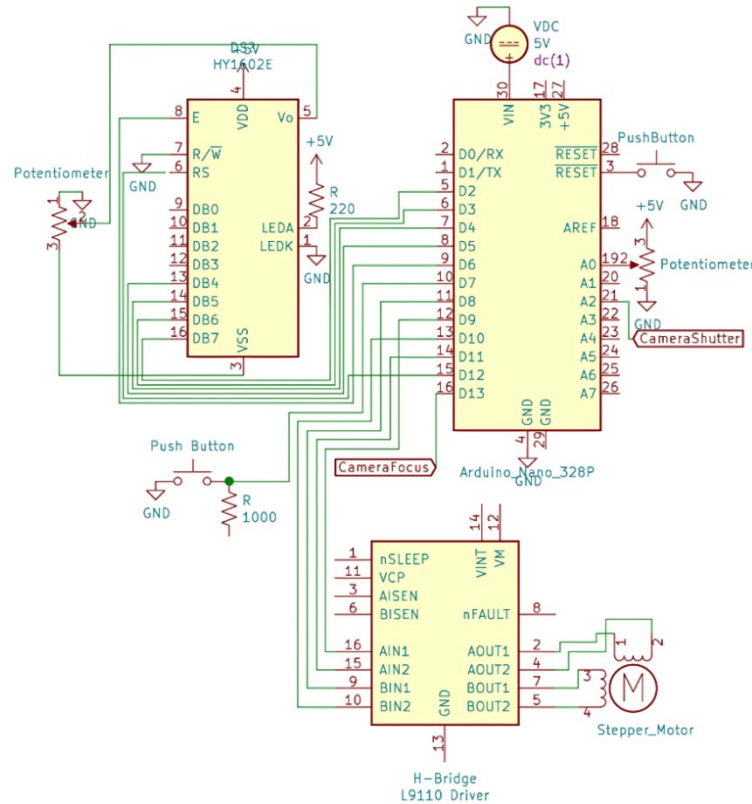 DS?
+5V
HY1602E
4
8 E
VDD
Vo 5
7 R/W
GND
6 RS
9 DB0
10 DB1
11 DB2
12 DB3
13 DB4
14 DB5
15 DB6
16 DB7
LEDA 2
LEDK 1
VSS
3
+5V
R
220
GND
Potentiometer
1
2
GND
3
GND
VDC
5V
dc(1)
30
17
27
VIN
3V3
+5V
2 D0/RX
1 D1/TX
5 D2
6 D3
7 D4
8 D5
9 D6
10 D7
11 D8
12 D9
13 D10
14 D11
15 D12
16 D13
RESET 28
RESET 3
AREF 18
A0 19
A1 20
A2 21
A3 22
A4 23
A5 24
A6 25
A7 26
GND
GND
4
29
GND
Arduino_Nano_328P
PushButton
GND
+5V
3
2
1
Potentiometer
GND
CameraShutter
CameraFocus
Push Button
GND
R
1000
14
12
VINT
VM
1 nSLEEP
11 VCP
3 AISEN
6 BISEN
nFAULT 8
16 AIN1
15 AIN2
9 BIN1
10 BIN2
AOUT1 2
AOUT2 4
BOUT1 7
BOUT2 5
GND
13
1
2
3
4
M
Stepper_Motor
H-Bridge
L9110 Driver